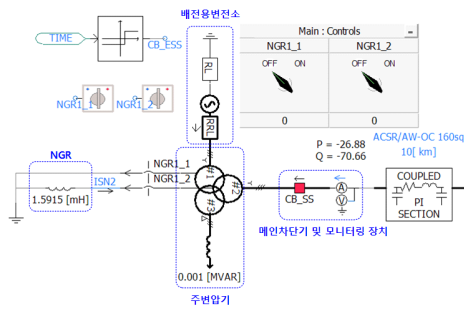 배전용변전소
TIME
CB_ESS
RL
RRL
NGR1_1
NGR1_2
Main : Controls
NGR1_1
NGR1_2
OFF
ON
OFF
ON
0
0
P = -26.88
Q = -70.66
ACSR/AW-OC 160sq
10[ km]
NGR
NGR1_1
NGR1_2
ISN2
1.5915 [mH]
#1
#2
#3
CB_SS
A
V
COUPLED
PI
SECTION
메인차단기 및 모니터링 장치
0.001 [MVAR]
주변압기